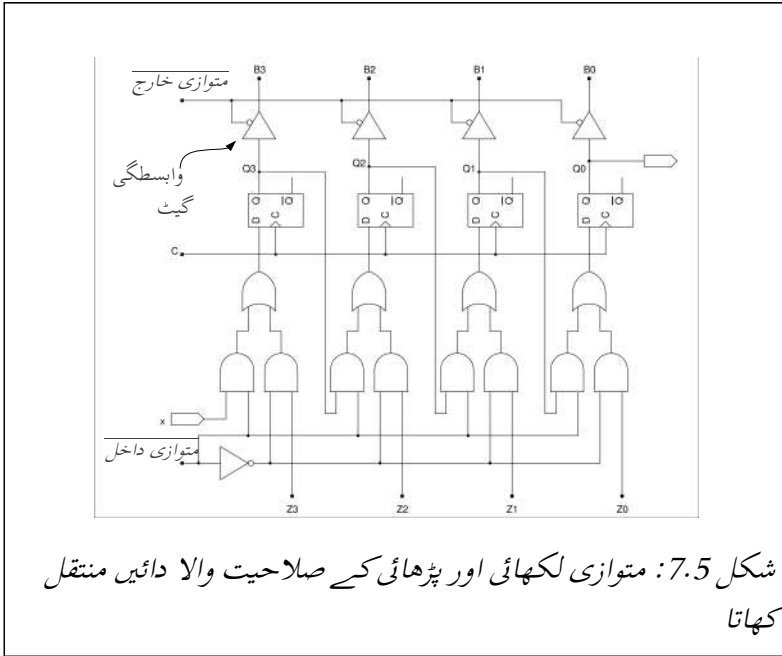 B3 B2 B1 B0
متوازی خارج
وابسطگی
گیٹ
Q3 Q2 Q1 Q0
Q Q̅ Q Q̅ Q Q̅ Q Q̅
D C D C D C D C
C
x
متوازی داخل
Z3 Z2 Z1 Z0
شکل 7.5: متوازی لکھائی اور پڑھائی کے صلاحیت والا دائیں منتقل
کھاتا